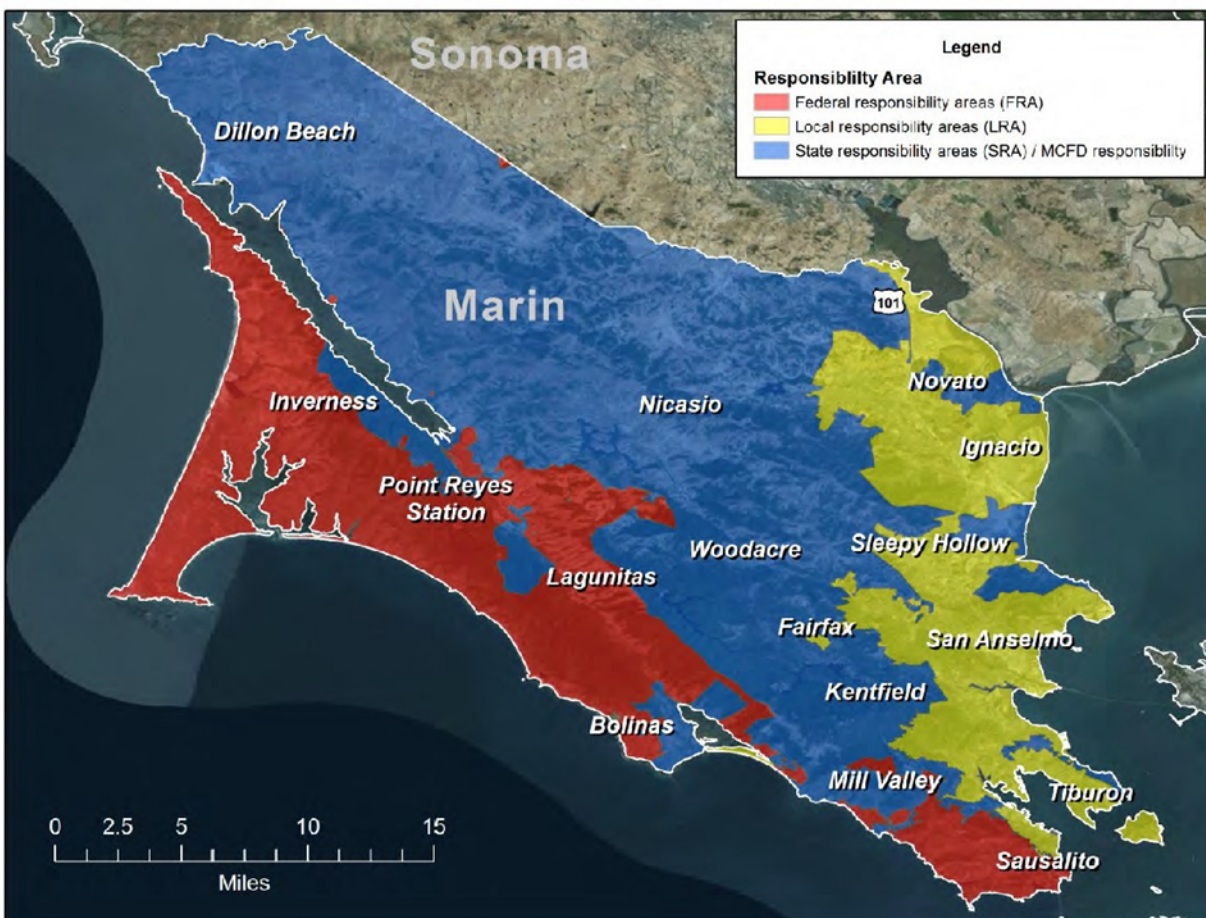 Sonoma
Legend
Responsiblilty Area
Federal responsibility areas (FRA)
Local responsibility areas (LRA)
State responsibility areas (SRA) / MCFD responsiblilty
Dillon Beach
Marin
101
Novato
Inverness
Nicasio
Ignacio
Point Reyes
Station
Woodacre
Sleepy Hollow
Lagunitas
Fairfax
San Anselmo
Kentfield
Bolinas
Mill Valley
Tiburon
Sausalito
0 2.5 5 10 15
Miles